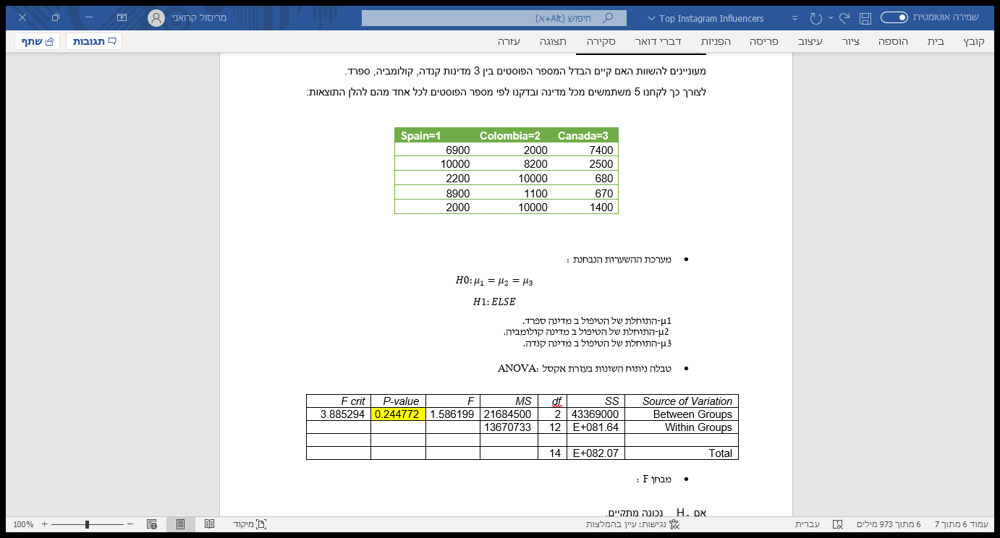 שמירה אוטומטית Top Instagram Influencers חיפוש (Alt+א) מריסול קרואני
קובץ בית הוספה ציור עיצוב פריסה הפניות דברי דואר סקירה תצוגה עזרה תגובות שתף
מעוניינים להשוות האם קיים הבדל המספר הפוסטים בין 3 מדינות קנדה, קולומביה, ספרד.
לצורך כך לקחנו 5 משתמשים מכל מדינה ובדקנו לפי מספר הפוסטים לכל אחד מהם להלן התוצאות:
Spain=1 Colombia=2 Canada=3
6900 2000 7400
10000 8200 2500
2200 10000 680
8900 1100 670
2000 10000 1400
• מערכת ההשערות הנבחנת :
H0: μ₁ = μ₂ = μ₃
H1: ELSE
μ1-התוחלת של הטיפול ב מדינה ספרד.
μ2-התוחלת של הטיפול ב מדינה קולומביה.
μ3-התוחלת של הטיפול ב מדינה קנדה.
• טבלה ניתוח השונות בעזרת אקסל :ANOVA
F crit P-value F MS df SS Source of Variation
3.885294 0.244772 1.586199 21684500 2 43369000 Between Groups
13670733 12 E+081.64 Within Groups
14 E+082.07 Total
• מבחן F :
אם H₀ נכונה מתקיים.
עמוד 6 מתוך 7 6 מתוך 973 מילים עברית נגישות: עיין בהמלצות מיקוד 100%